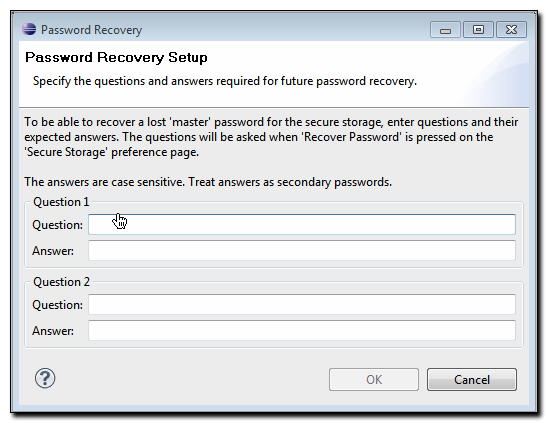 Password Recovery
Password Recovery Setup
Specify the questions and answers required for future password recovery.
To be able to recover a lost 'master' password for the secure storage, enter questions and their
expected answers. The questions will be asked when 'Recover Password' is pressed on the
'Secure Storage' preference page.
The answers are case sensitive. Treat answers as secondary passwords.
Question 1
Question:
Answer:
Question 2
Question:
Answer:
?
OK
Cancel